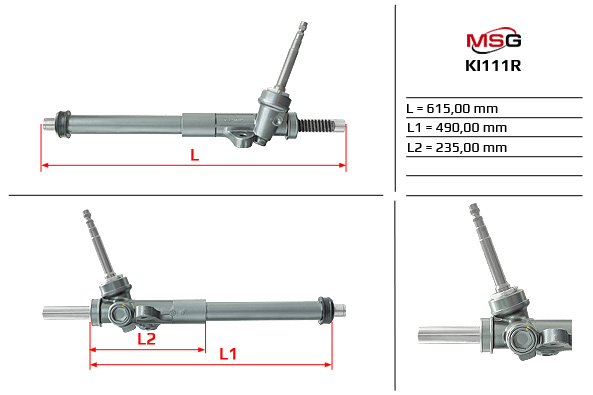 MSG
KI111R
L = 615,00 mm
L1 = 490,00 mm
L2 = 235,00 mm
L
L2
L1